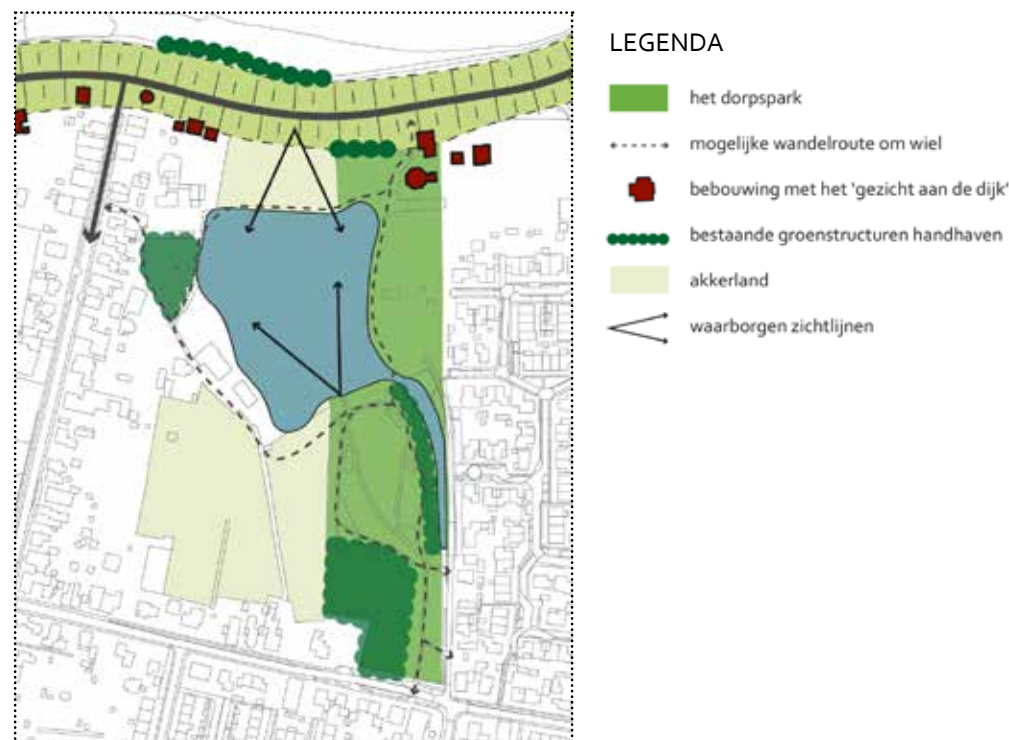 LEGENDA
het dorpspark
mogelijke wandelroute om wiel
bebouwing met het 'gezicht aan de dijk'
bestaande groenstructuren handhaven
akkerland
waarborgen zichtlijnen